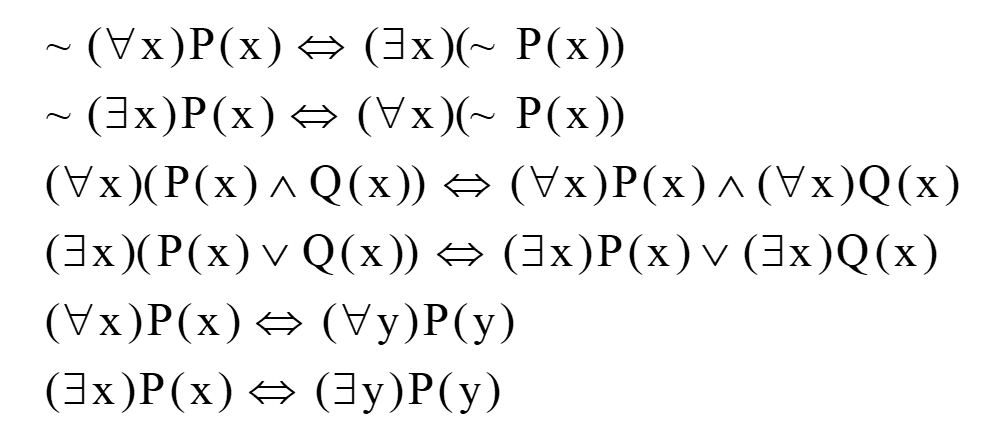 ~ (∀x)P(x) ⇔ (∃x)(~ P(x))
~ (∃x)P(x) ⇔ (∀x)(~ P(x))
(∀x)(P(x) ∧ Q(x)) ⇔ (∀x)P(x) ∧ (∀x)Q(x)
(∃x)(P(x) ∨ Q(x)) ⇔ (∃x)P(x) ∨ (∃x)Q(x)
(∀x)P(x) ⇔ (∀y)P(y)
(∃x)P(x) ⇔ (∃y)P(y)